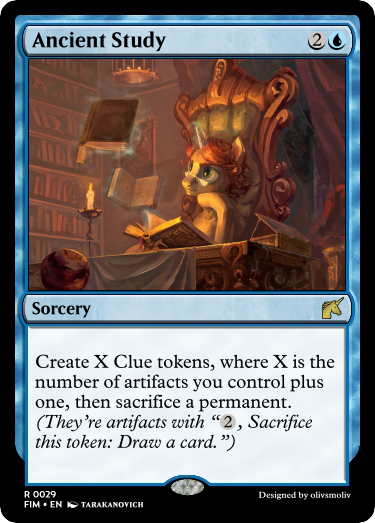 Ancient Study 2
Sorcery
Create X Clue tokens, where X is the
number of artifacts you control plus
one, then sacrifice a permanent.
(They're artifacts with “2, Sacrifice
this token: Draw a card.”)
R 0029
FIM • EN TARAKANOVICH
Designed by olivsmoliv